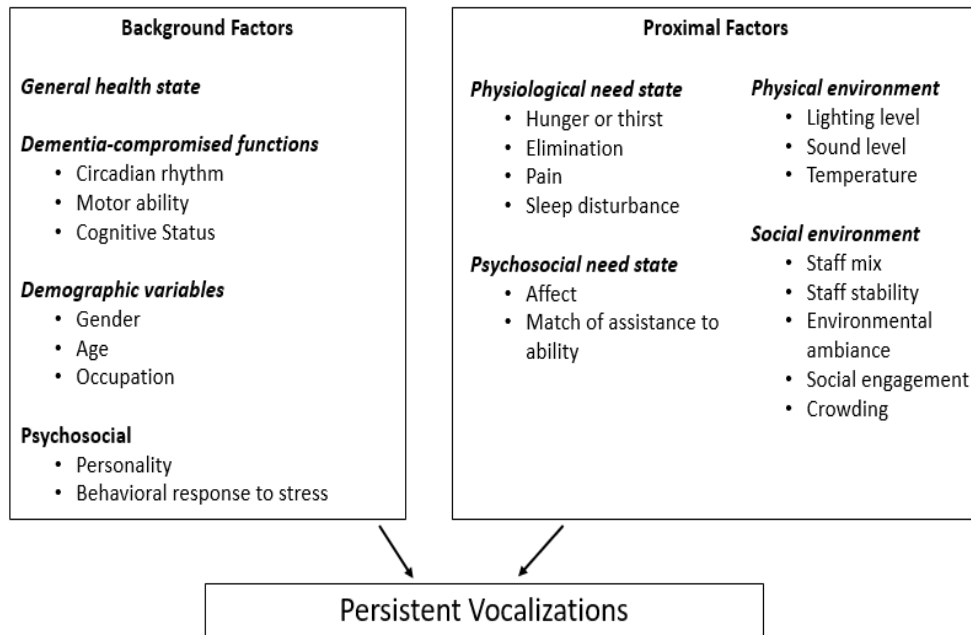 Background Factors
General health state
Dementia-compromised functions
• Circadian rhythm
• Motor ability
• Cognitive Status
Demographic variables
• Gender
• Age
• Occupation
Psychosocial
• Personality
• Behavioral response to stress
Proximal Factors
Physiological need state
• Hunger or thirst
• Elimination
• Pain
• Sleep disturbance
Psychosocial need state
• Affect
• Match of assistance to
ability
Physical environment
• Lighting level
• Sound level
• Temperature
Social environment
• Staff mix
• Staff stability
• Environmental
ambiance
• Social engagement
• Crowding
Persistent Vocalizations